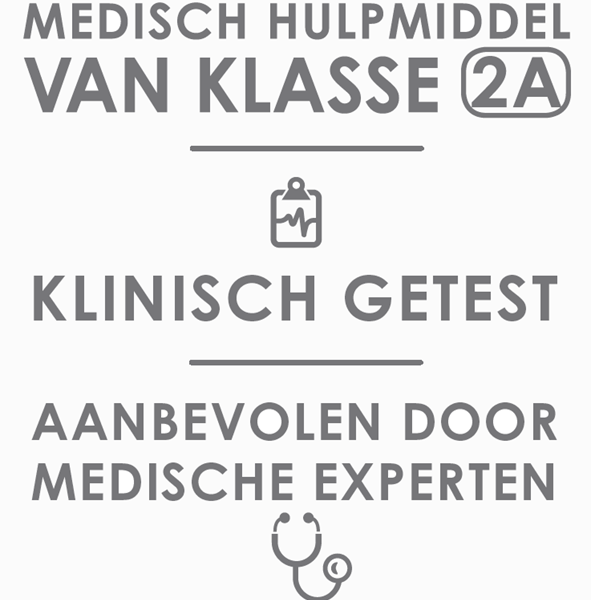 MEDISCH HULPMIDDEL
VAN KLASSE 2A
KLINISCH GETEST
AANBEVOLEN DOOR
MEDISCHE EXPERTEN